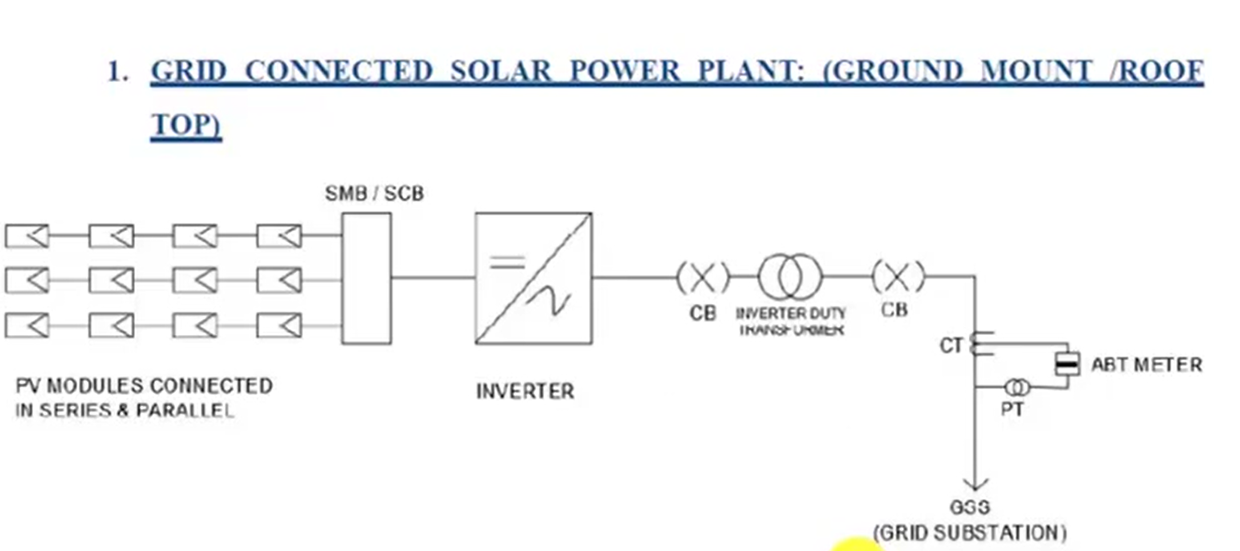 1. GRID CONNECTED SOLAR POWER PLANT: (GROUND MOUNT /ROOF
TOP)
SMB / SCB
CB
INVERTER DUTY
TRANSFORMER
CB
CT
ABT METER
PV MODULES CONNECTED
IN SERIES & PARALLEL
INVERTER
PT
GSS
(GRID SUBSTATION)